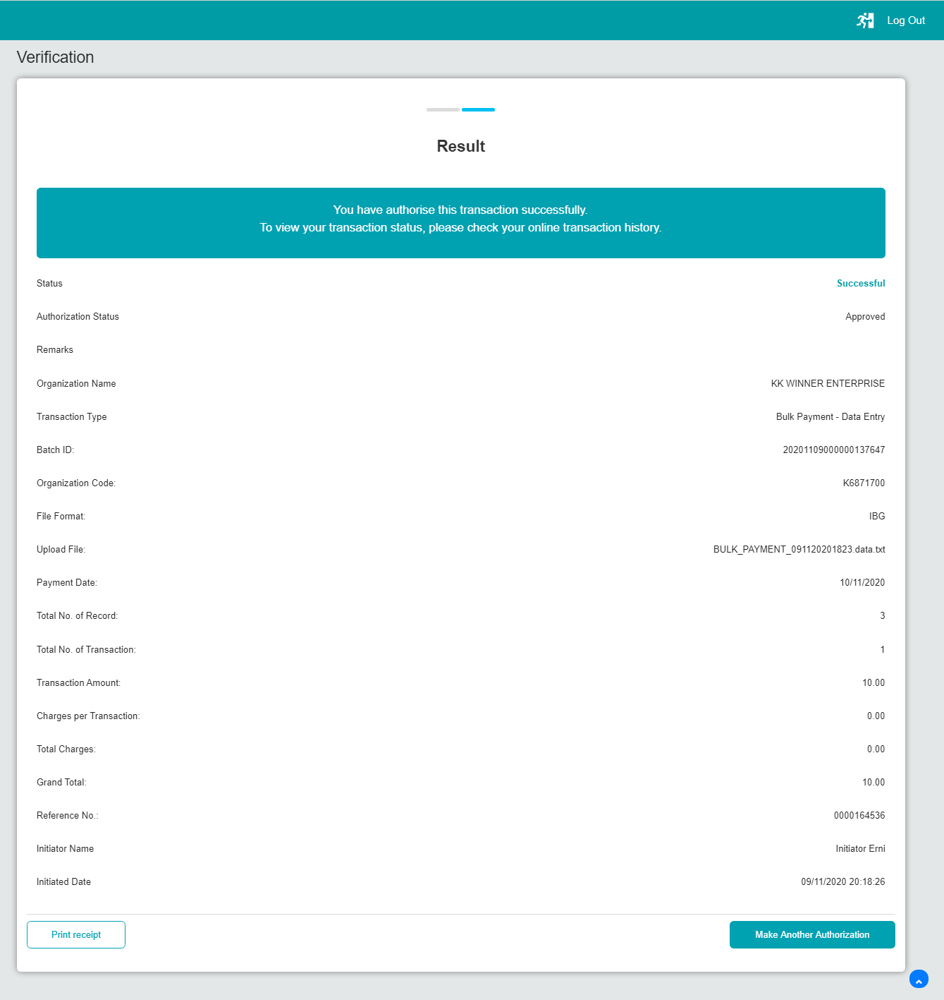 Log Out
Verification
Result
You have authorise this transaction successfully.
To view your transaction status, please check your online transaction history.
Status Successful
Authorization Status Approved
Remarks
Organization Name KK WINNER ENTERPRISE
Transaction Type Bulk Payment - Data Entry
Batch ID: 20201109000000137647
Organization Code: K6871700
File Format: IBG
Upload File: BULK_PAYMENT_091120201823.data.txt
Payment Date: 10/11/2020
Total No. of Record: 3
Total No. of Transaction: 1
Transaction Amount: 10.00
Charges per Transaction: 0.00
Total Charges: 0.00
Grand Total: 10.00
Reference No.: 0000164536
Initiator Name Initiator Erni
Initiated Date 09/11/2020 20:18:26
Print receipt Make Another Authorization